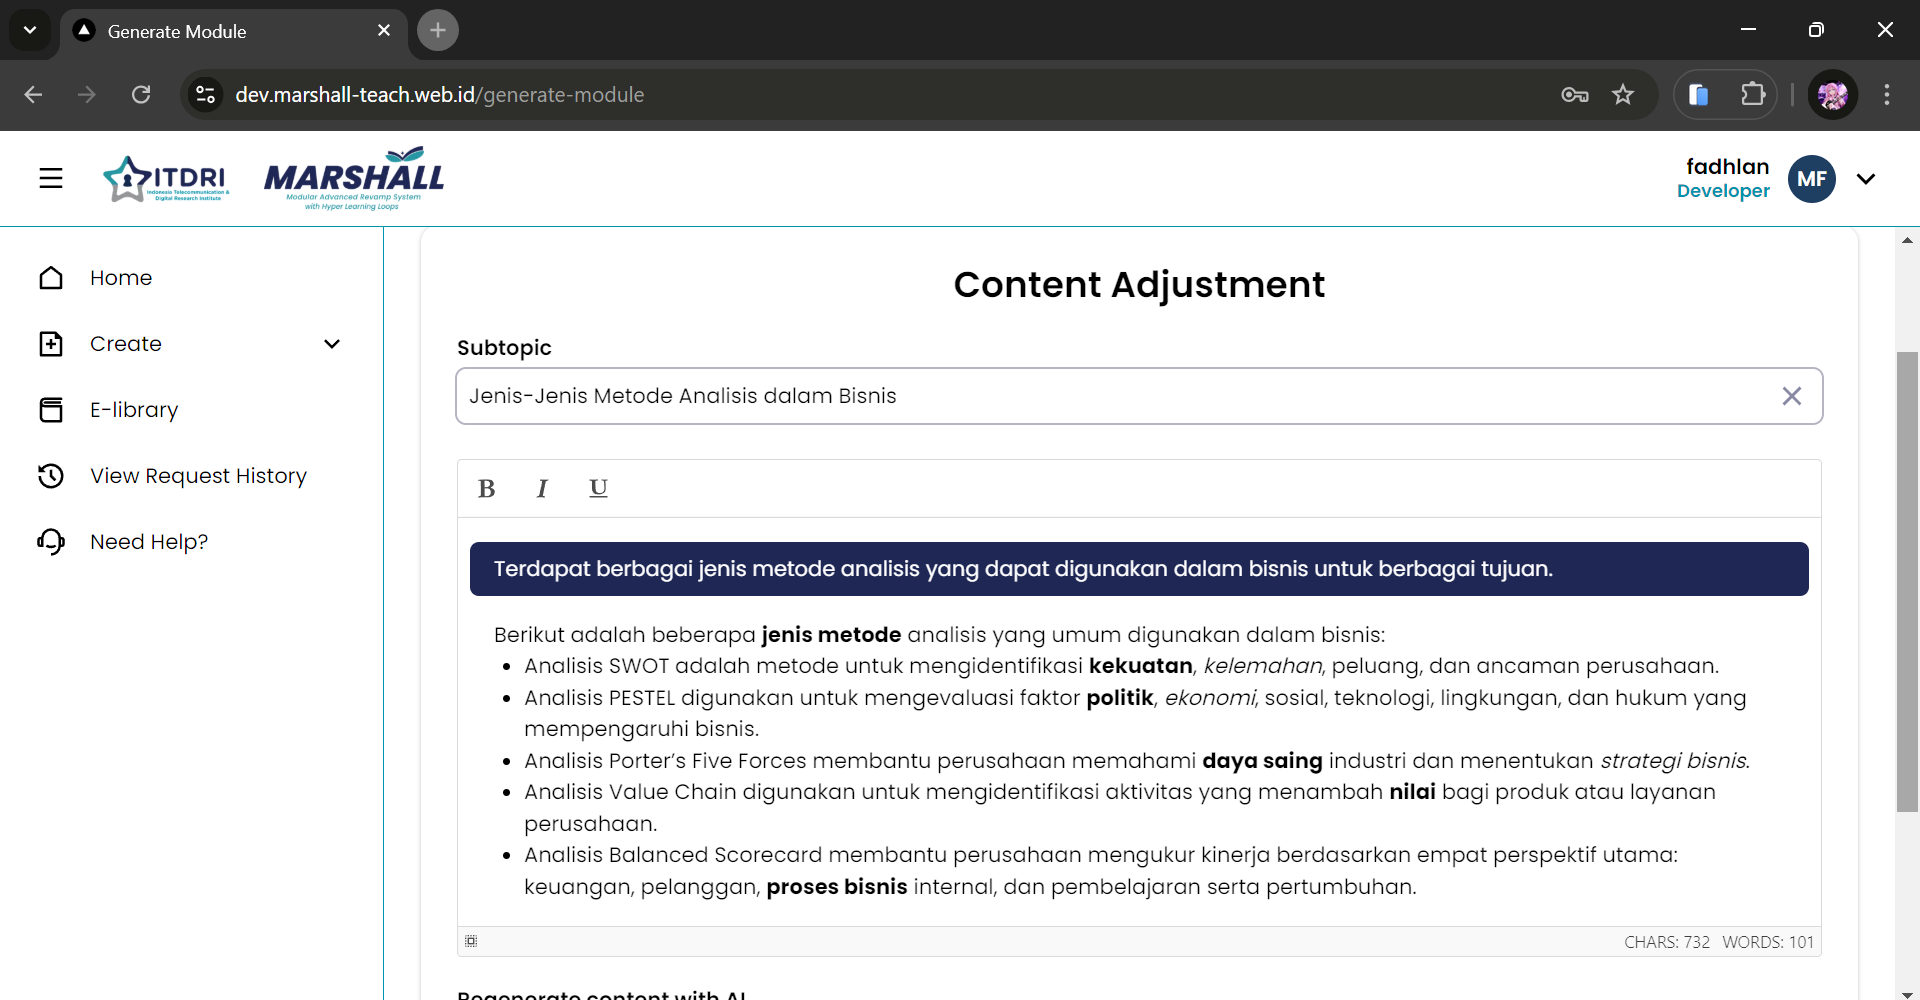 Generate Module
dev.marshall-teach.web.id/generate-module
ITDRI
Indonesia Telecommunication &
Digital Research Institute
MARSHALL
Modular Advanced Revamp System
with Hyper Learning Loops
fadhlan
Developer
MF
Home
Create
E-library
View Request History
Need Help?
Content Adjustment
Subtopic
Jenis-Jenis Metode Analisis dalam Bisnis
B I U
Terdapat berbagai jenis metode analisis yang dapat digunakan dalam bisnis untuk berbagai tujuan.
Berikut adalah beberapa jenis metode analisis yang umum digunakan dalam bisnis:
• Analisis SWOT adalah metode untuk mengidentifikasi kekuatan, kelemahan, peluang, dan ancaman perusahaan.
• Analisis PESTEL digunakan untuk mengevaluasi faktor politik, ekonomi, sosial, teknologi, lingkungan, dan hukum yang
mempengaruhi bisnis.
• Analisis Porter’s Five Forces membantu perusahaan memahami daya saing industri dan menentukan strategi bisnis.
• Analisis Value Chain digunakan untuk mengidentifikasi aktivitas yang menambah nilai bagi produk atau layanan
perusahaan.
• Analisis Balanced Scorecard membantu perusahaan mengukur kinerja berdasarkan empat perspektif utama:
keuangan, pelanggan, proses bisnis internal, dan pembelajaran serta pertumbuhan.
CHARS: 732 WORDS: 101
Regenerate content with AI